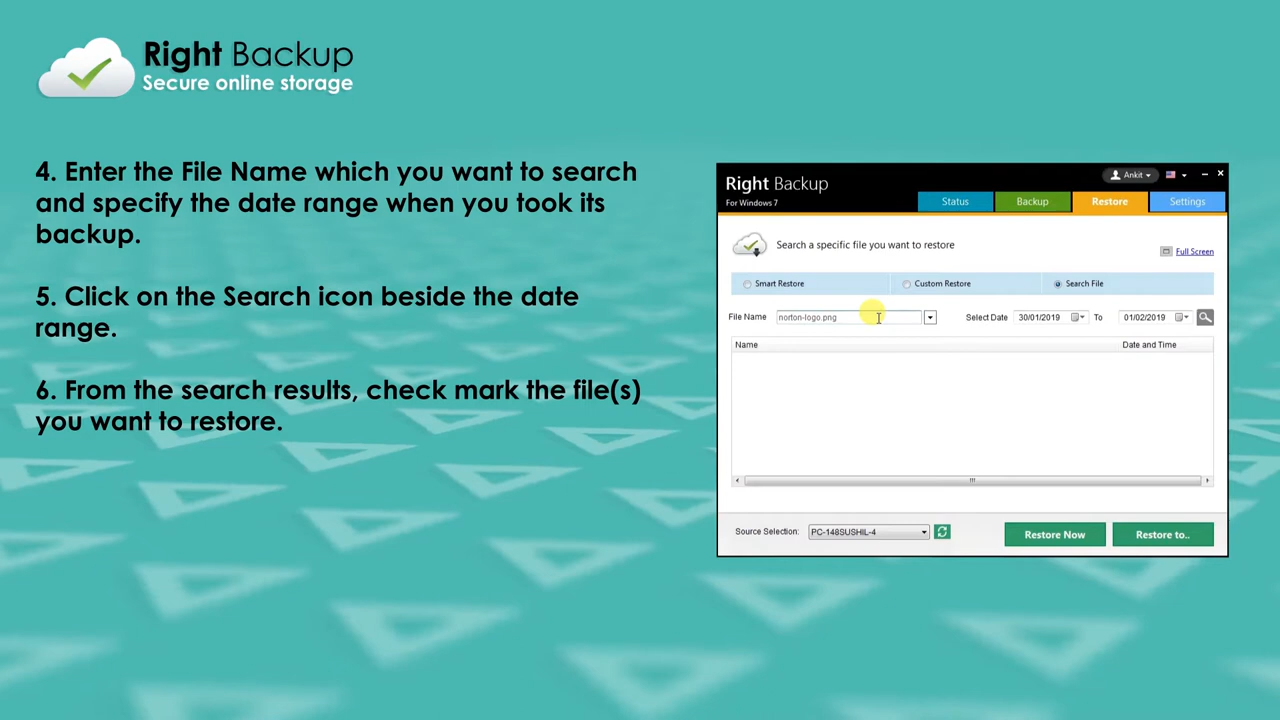 Right Backup
Secure online storage
4. Enter the File Name which you want to search
and specify the date range when you took its
backup.
5. Click on the Search icon beside the date
range.
6. From the search results, check mark the file(s)
you want to restore.
Ankit
Right Backup
For Windows 7
Status
Backup
Restore
Settings
Search a specific file you want to restore
Full Screen
Smart Restore
Custom Restore
Search File
File Name
norton-logo.png
Select Date
30/01/2019
To
01/02/2019
Name
Date and Time
Source Selection:
PC-148SUSHIL-4
Restore Now
Restore to..